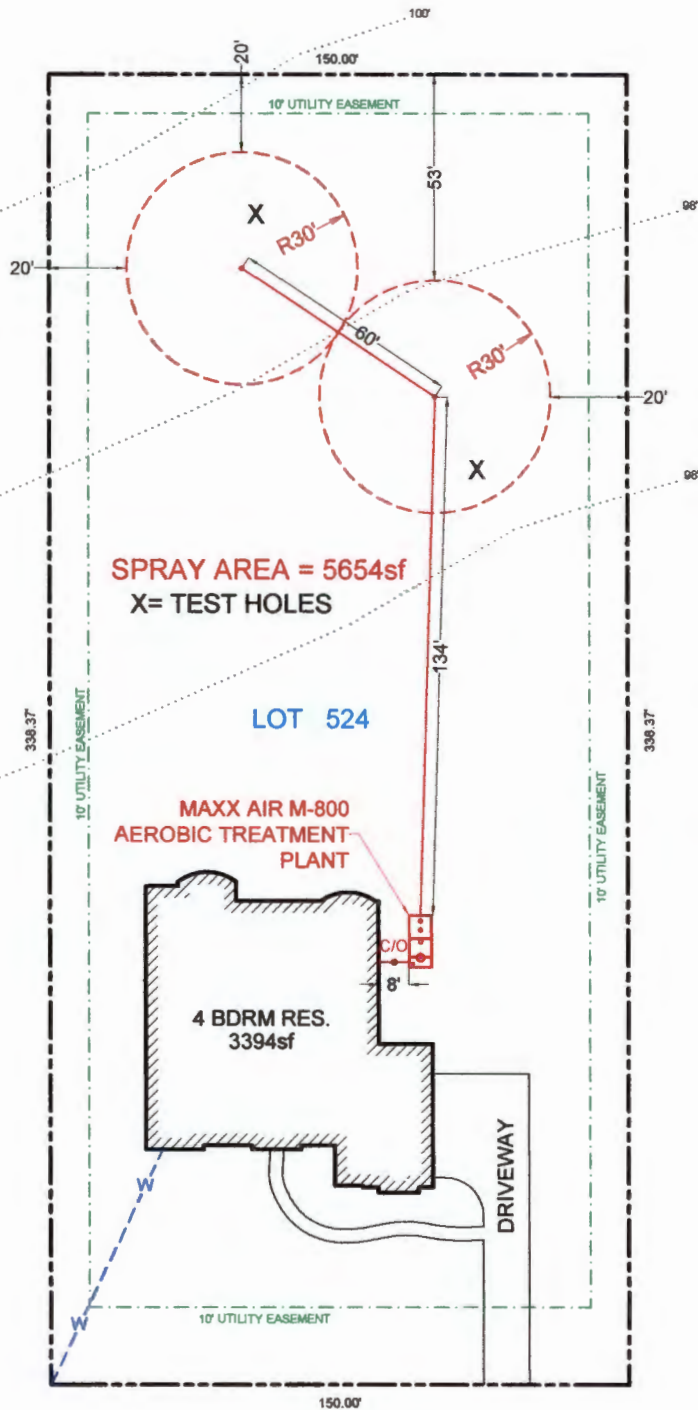 100'
20'
150.00'
10' UTILITY EASEMENT
53'
X
R30'
98'
20'
60'
R30'
20'
X
98'
SPRAY AREA = 5654sf
X= TEST HOLES
134'
LOT 524
338.37'
338.37'
10' UTILITY EASEMENT
10' UTILITY EASEMENT
MAXX AIR M-800
AEROBIC TREATMENT
PLANT
C/O
8'
4 BDRM RES.
3394sf
DRIVEWAY
W
W
10' UTILITY EASEMENT
150.00'